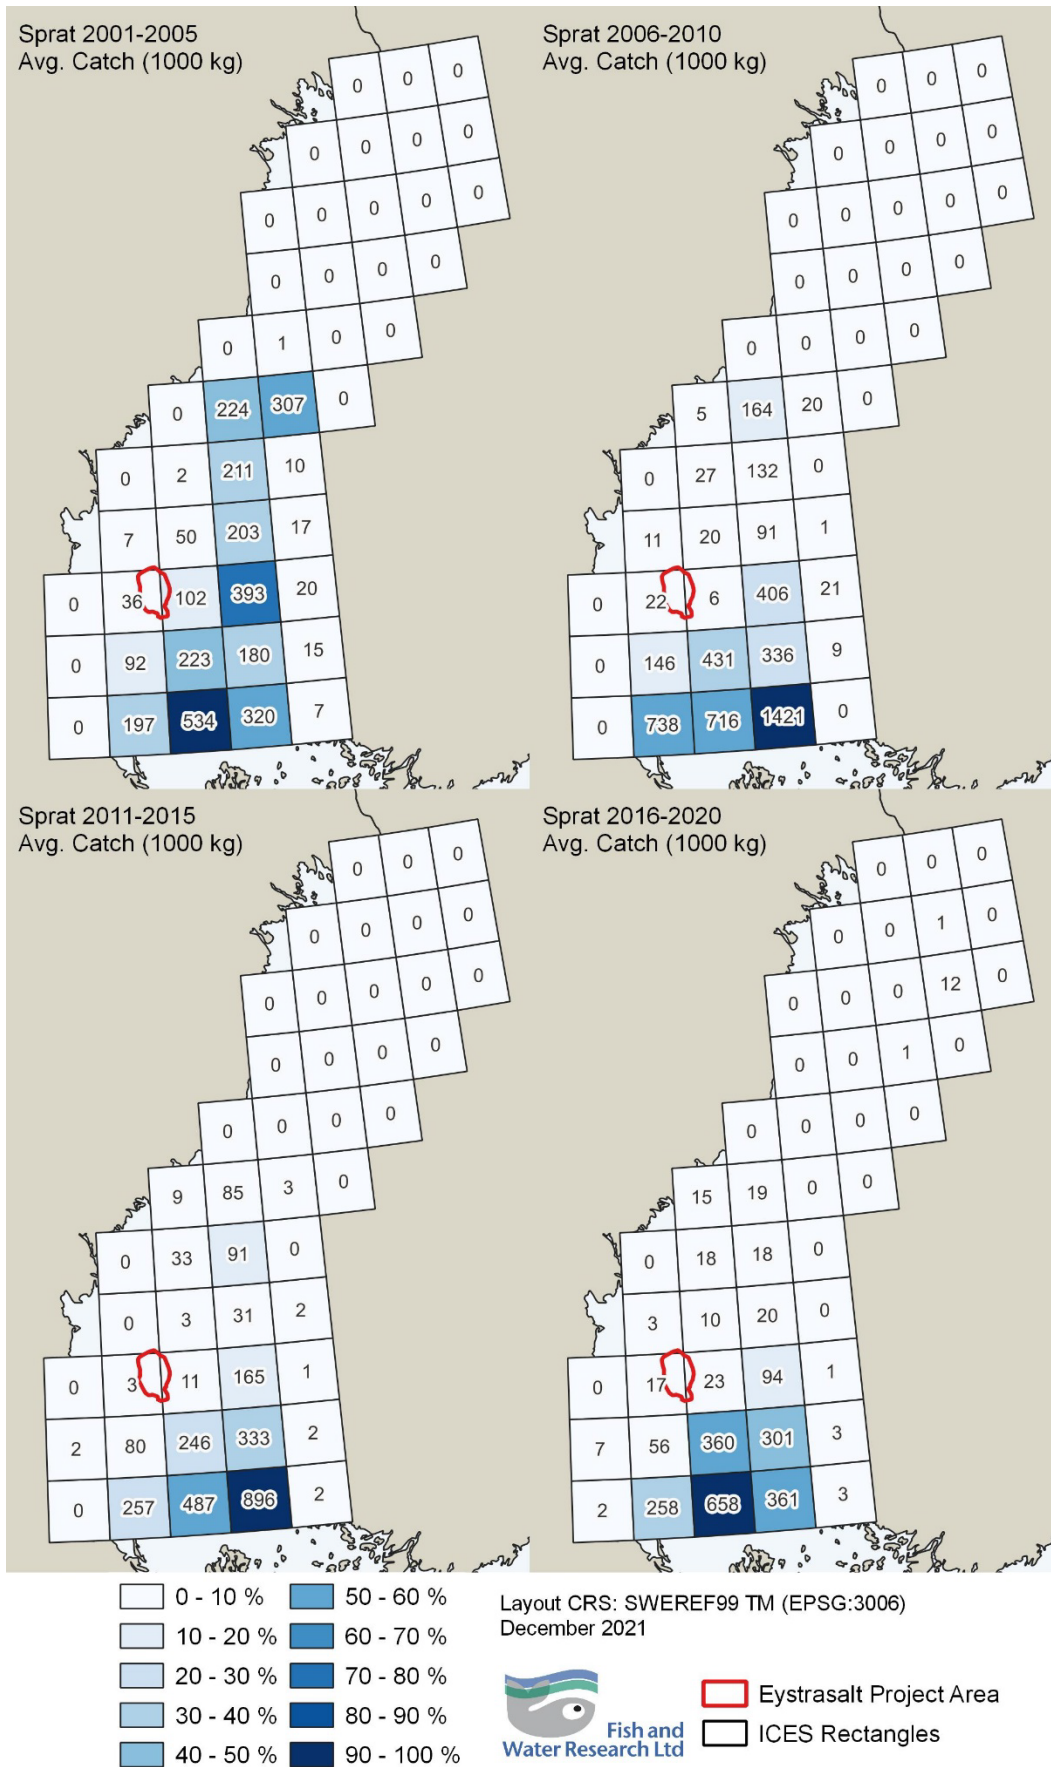 Sprat 2001-2005
Avg. Catch (1000 kg)
0 0 0
0 0 0 0
0 0 0 0 0
0 0 0 0
0 1 0 0
0 224 307 0
0 2 211 10
7 50 203 17
0 36 102 393 20
0 92 223 180 15
0 197 534 320 7
Sprat 2006-2010
Avg. Catch (1000 kg)
0 0 0
0 0 0 0
0 0 0 0 0
0 0 0 0
0 0 0 0
5 164 20 0
0 27 132 0
11 20 91 1
0 22 6 406 21
0 146 431 336 9
0 738 716 1421 0
Sprat 2011-2015
Avg. Catch (1000 kg)
0 0 0
0 0 0 0
0 0 0 0 0
0 0 0 0
0 0 0 0
9 85 3 0
0 33 91 0
0 3 31 2
0 3 11 165 1
2 80 246 333 2
0 257 487 896 2
Sprat 2016-2020
Avg. Catch (1000 kg)
0 0 0
0 0 1 0
0 0 0 12 0
0 0 1 0
0 0 0 0
15 19 0 0
0 18 18 0
3 10 20 0
0 17 23 94 1
7 56 360 301 3
2 258 658 361 3
0 - 10 %
10 - 20 %
20 - 30 %
30 - 40 %
40 - 50 %
50 - 60 %
60 - 70 %
70 - 80 %
80 - 90 %
90 - 100 %
Layout CRS: SWEREF99 TM (EPSG:3006)
December 2021
Fish and
Water Research Ltd
Eystrasalt Project Area
ICES Rectangles